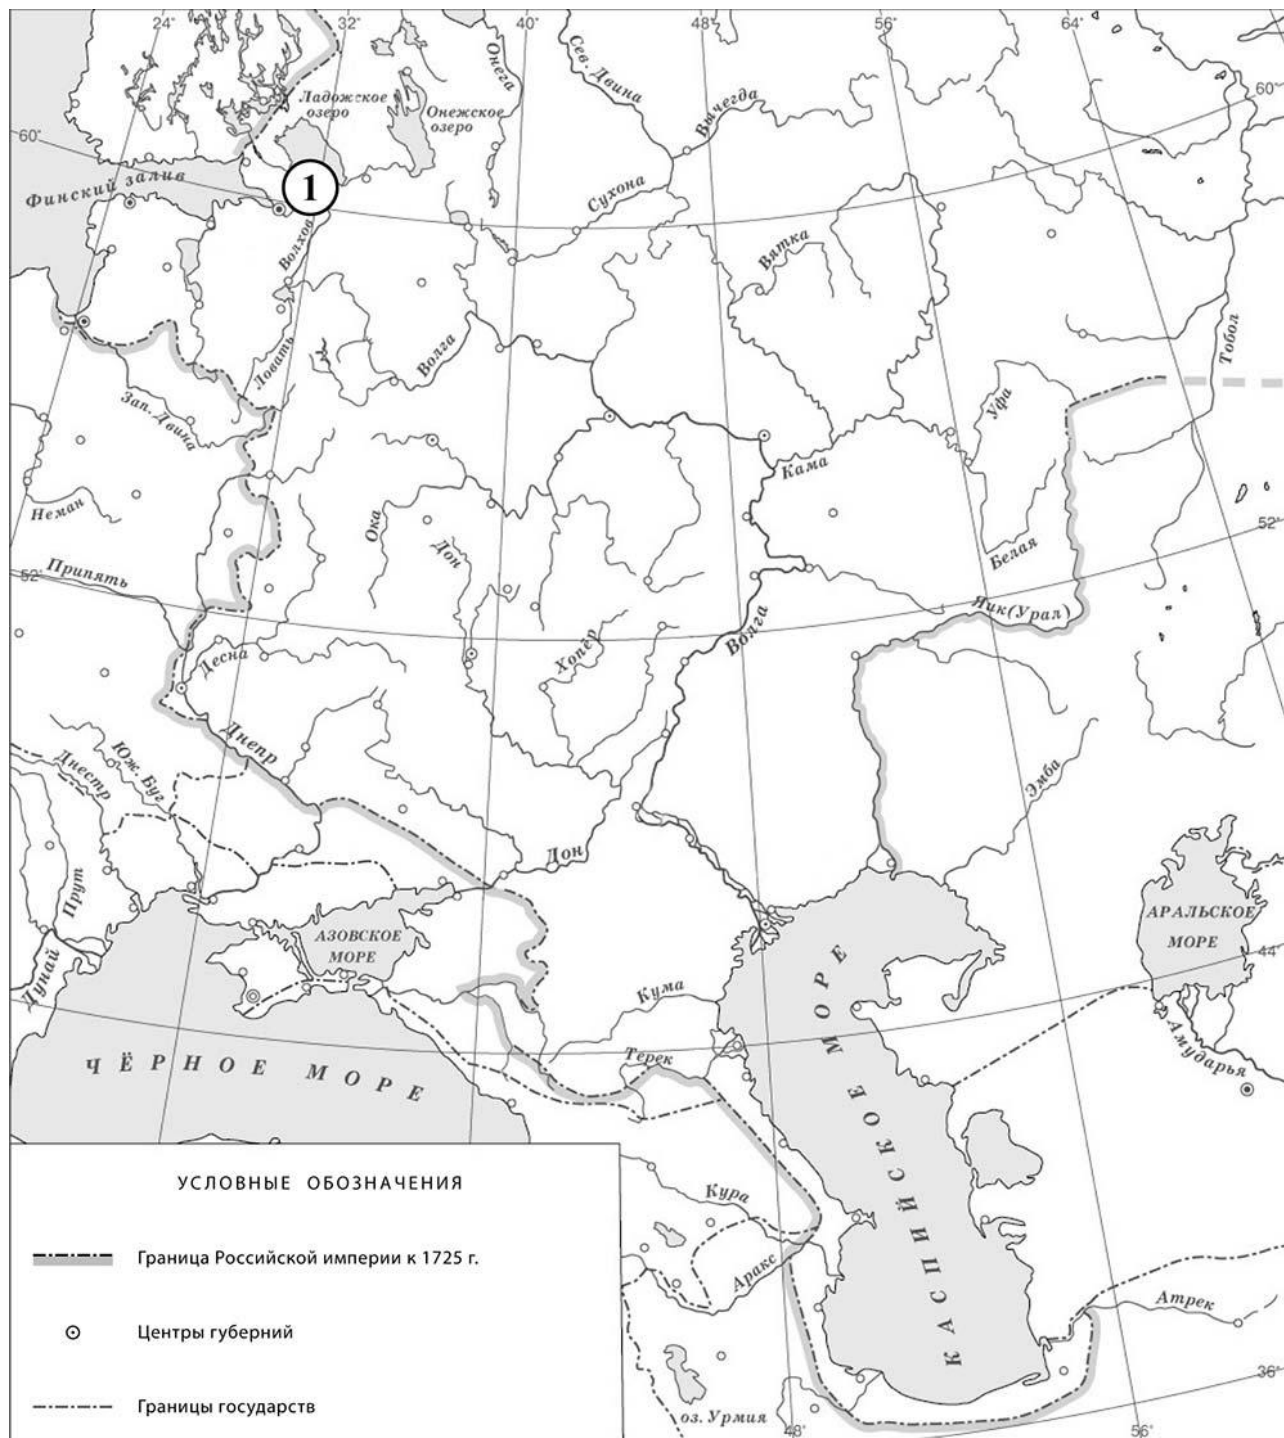 24°
32°
40°
48°
56°
64°
60°
60°
Онега
Сев. Двина
Вычегда
Ладожское
озеро
Онежское
озеро
Финский залив
1
Сухона
Волхов
Вятка
Ловать
Волга
Тобол
Зап. Двина
Уфа
Кама
Неман
Ока
Дон
52°
Белая
Припять
52°
Яик(Урал)
Волга
Десна
Хопёр
Днепр
Днестр
Юж. Буг
Эмба
Дон
Прут
АЗОВСКОЕ
МОРЕ
АРАЛЬСКОЕ
МОРЕ
44°
Дунай
Кума
Терек
Амударья
ЧЁРНОЕ МОРЕ
КАСПИЙСКОЕ МОРЕ
Кура
Аракс
Атрек
оз. Урмия
48°
56°
36°
УСЛОВНЫЕ ОБОЗНАЧЕНИЯ
Граница Российской империи к 1725 г.
Центры губерний
Границы государств